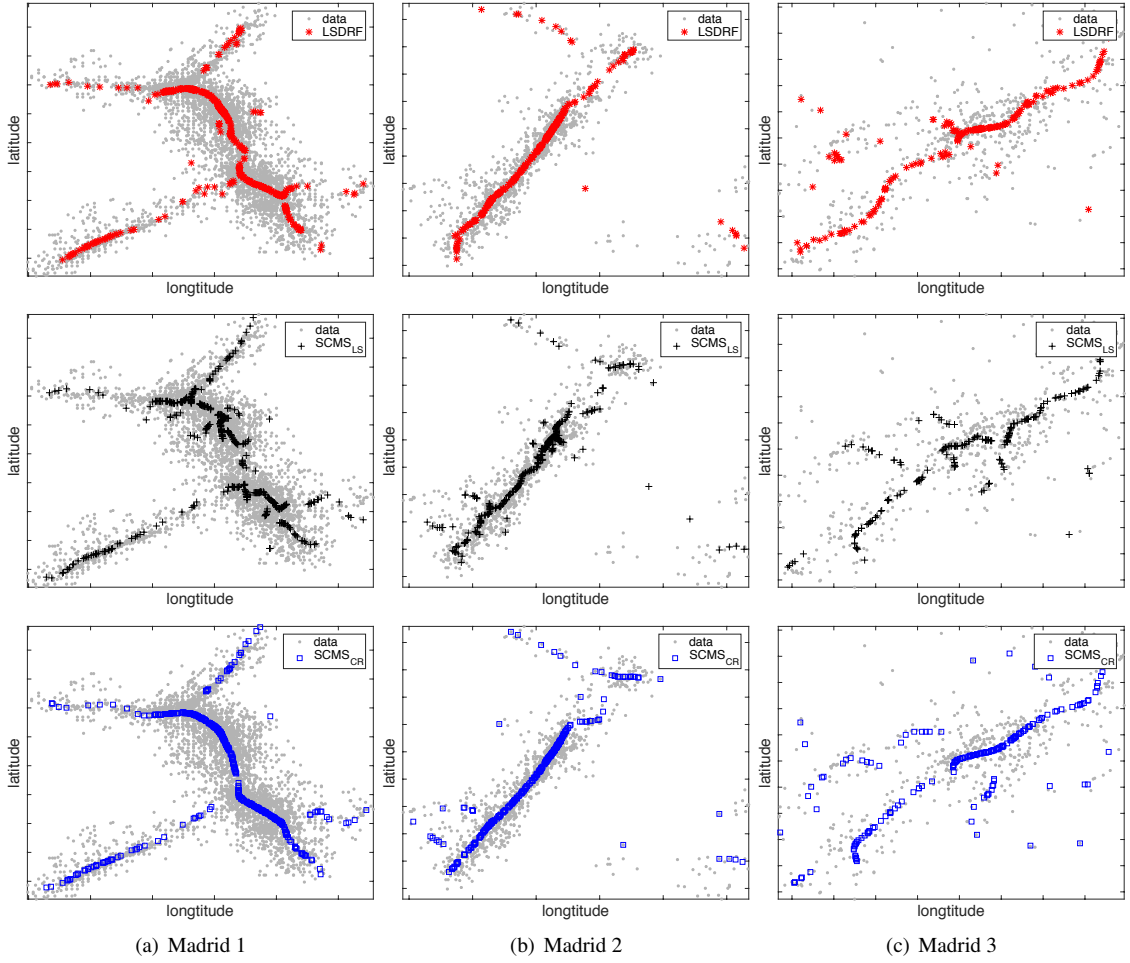 data
LSDRF
latitude
longtitude
data
LSDRF
latitude
longtitude
data
LSDRF
latitude
longtitude
data
SCMS_LS
latitude
longtitude
data
SCMS_LS
latitude
longtitude
data
SCMS_LS
latitude
longtitude
data
SCMS_CR
latitude
longtitude
data
SCMS_CR
latitude
longtitude
data
SCMS_CR
latitude
longtitude
(a) Madrid 1
(b) Madrid 2
(c) Madrid 3